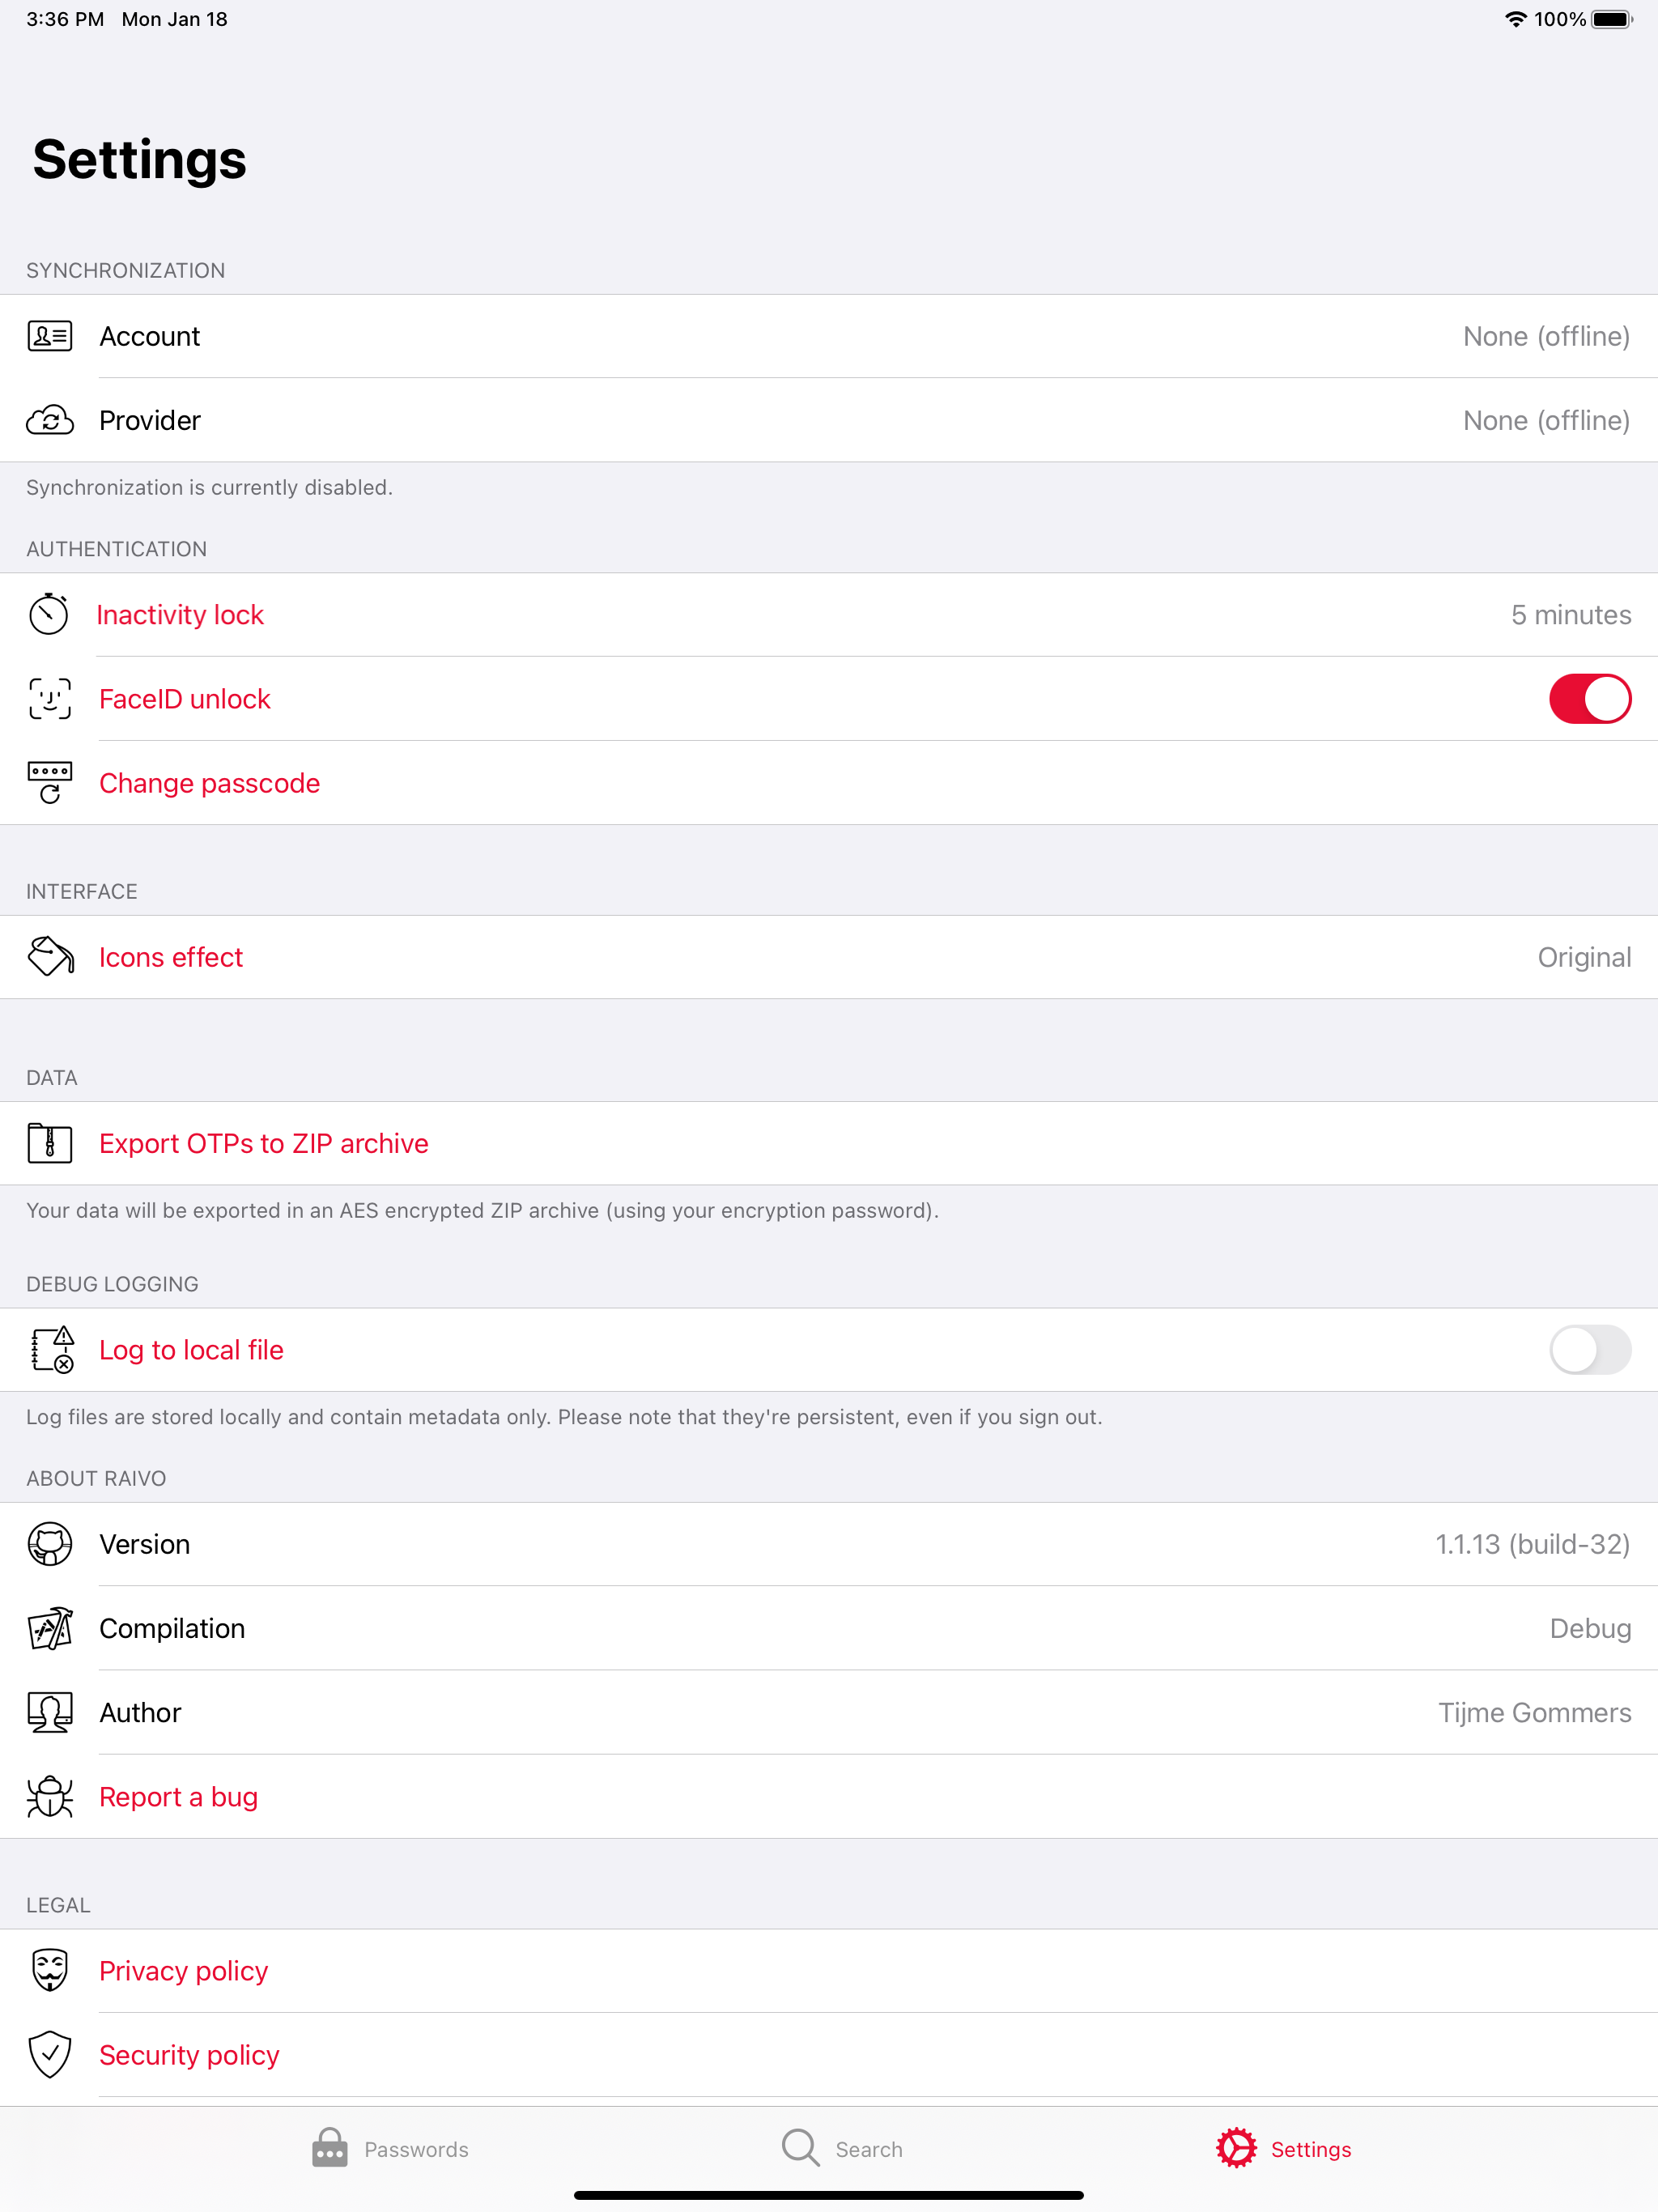 3:36 PM Mon Jan 18 100%
Settings
SYNCHRONIZATION
Account None (offline)
Provider None (offline)
Synchronization is currently disabled.
AUTHENTICATION
Inactivity lock 5 minutes
FaceID unlock
Change passcode
INTERFACE
Icons effect Original
DATA
Export OTPs to ZIP archive
Your data will be exported in an AES encrypted ZIP archive (using your encryption password).
DEBUG LOGGING
Log to local file
Log files are stored locally and contain metadata only. Please note that they're persistent, even if you sign out.
ABOUT RAIVO
Version 1.1.13 (build-32)
Compilation Debug
Author Tijme Gommers
Report a bug
LEGAL
Privacy policy
Security policy
Passwords Search Settings